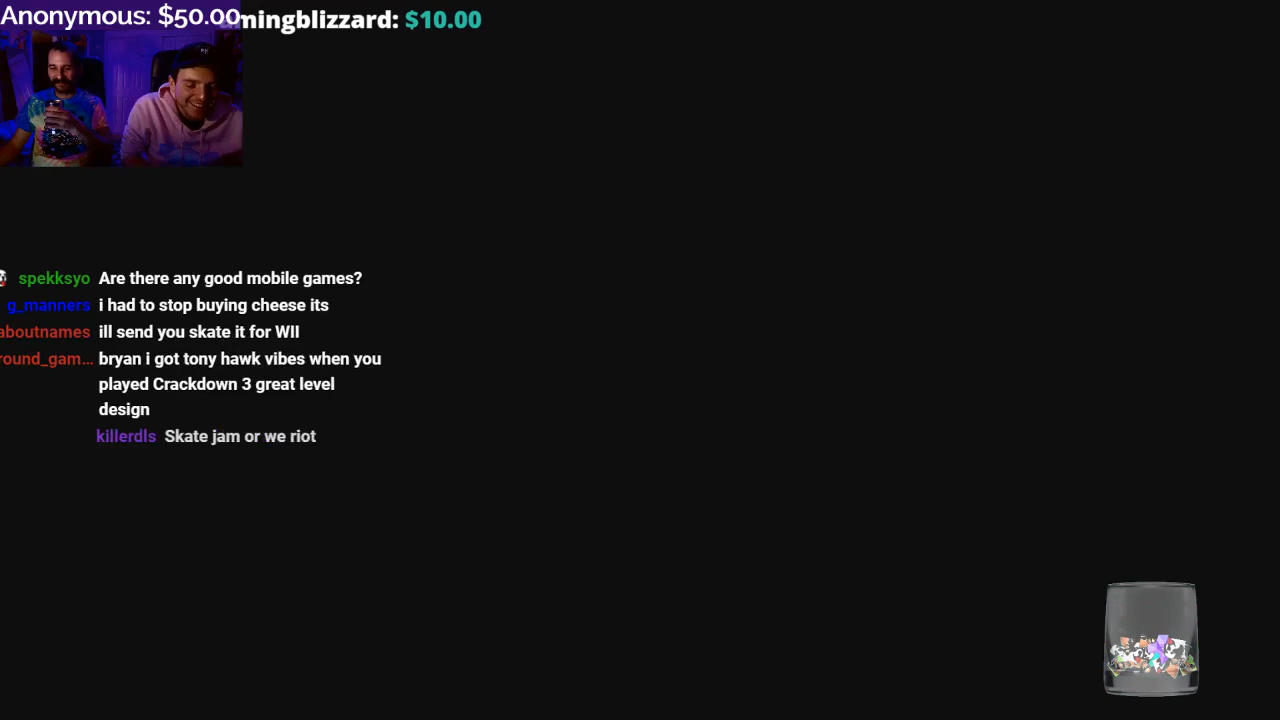 Anonymous: $50.00
amingblizzard: $10.00
spekksyo Are there any good mobile games?
g_manners i had to stop buying cheese its
aboutnames ill send you skate it for WII
round_gam... bryan i got tony hawk vibes when you
played Crackdown 3 great level
design
killerdls Skate jam or we riot